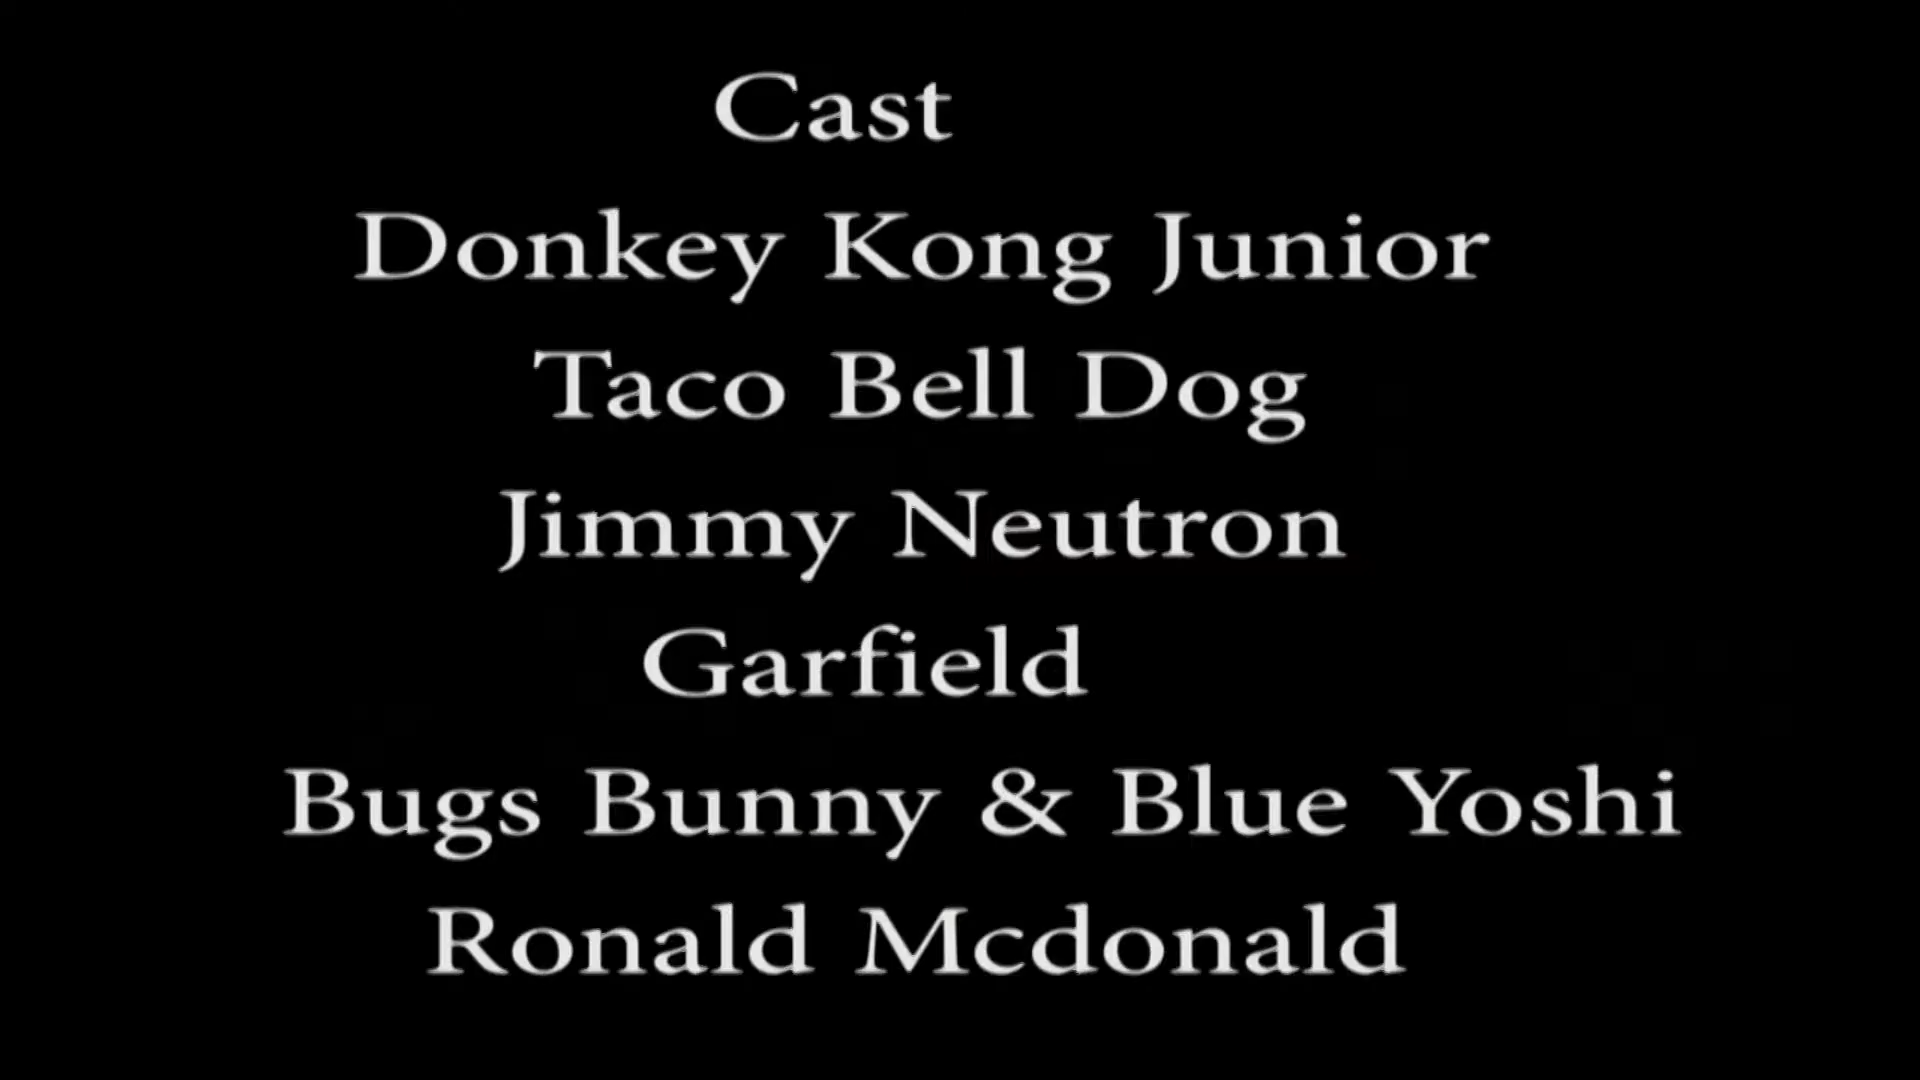 Cast
Donkey Kong Junior
Taco Bell Dog
Jimmy Neutron
Garfield
Bugs Bunny & Blue Yoshi
Ronald Mcdonald